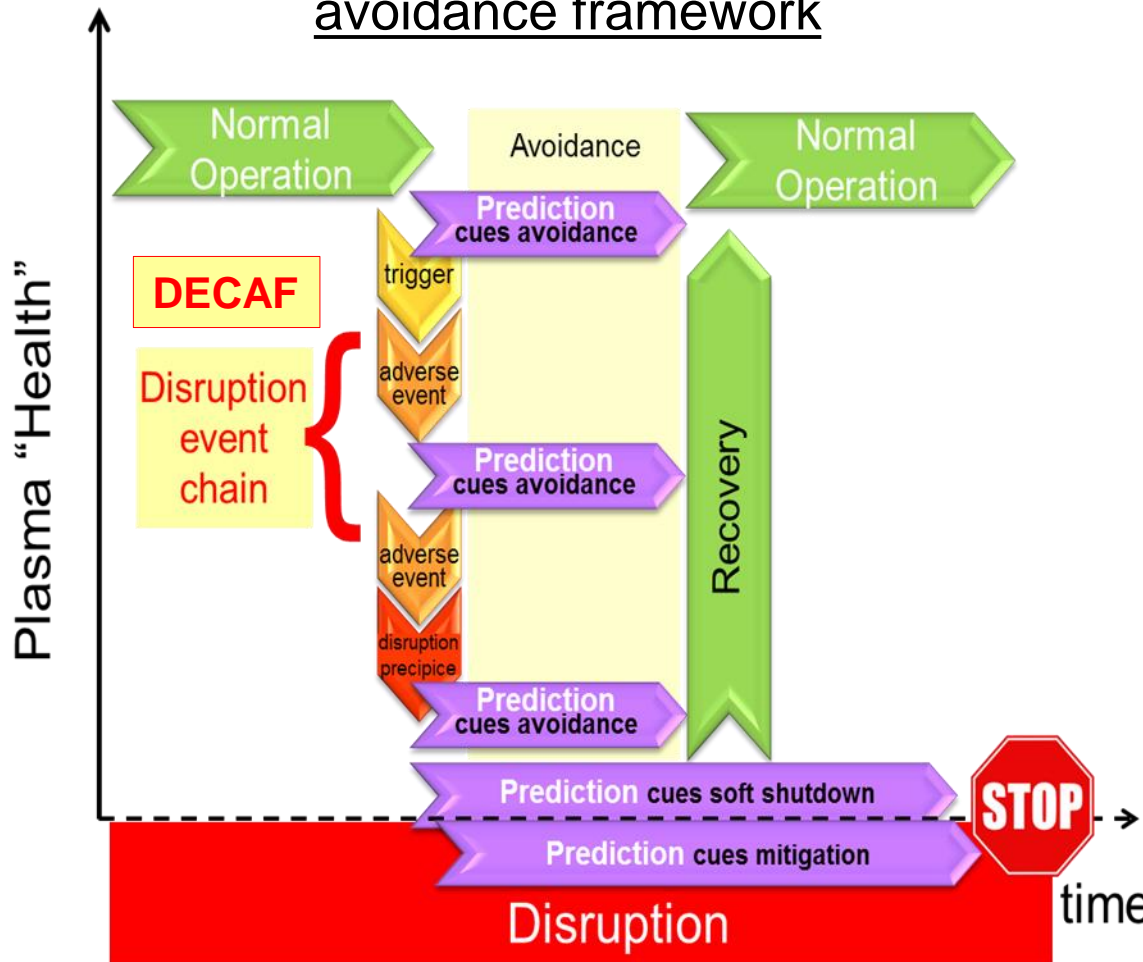 avoidance framework
Plasma “Health”
Normal
Operation
Avoidance
Normal
Operation
Prediction
cues avoidance
trigger
DECAF
adverse
event
Disruption
event
chain
Prediction
cues avoidance
Recovery
adverse
event
disruption
precipice
Prediction
cues avoidance
Prediction cues soft shutdown
STOP
Prediction cues mitigation
time
Disruption